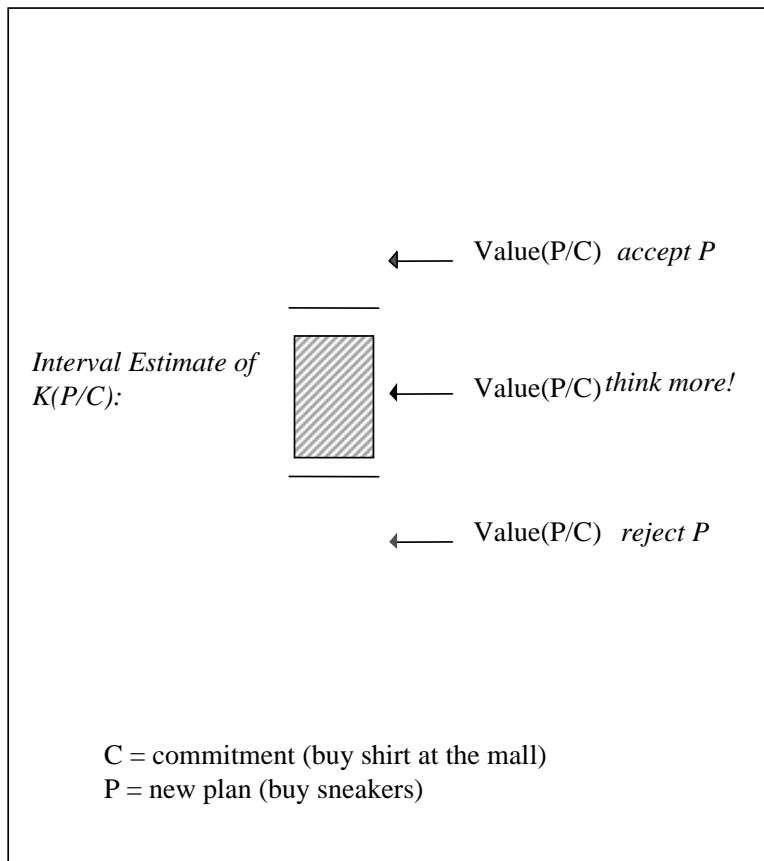 Value(P/C) accept P
Interval Estimate of
K(P/C):
Value(P/C) think more!
Value(P/C) reject P
C = commitment (buy shirt at the mall)
P = new plan (buy sneakers)